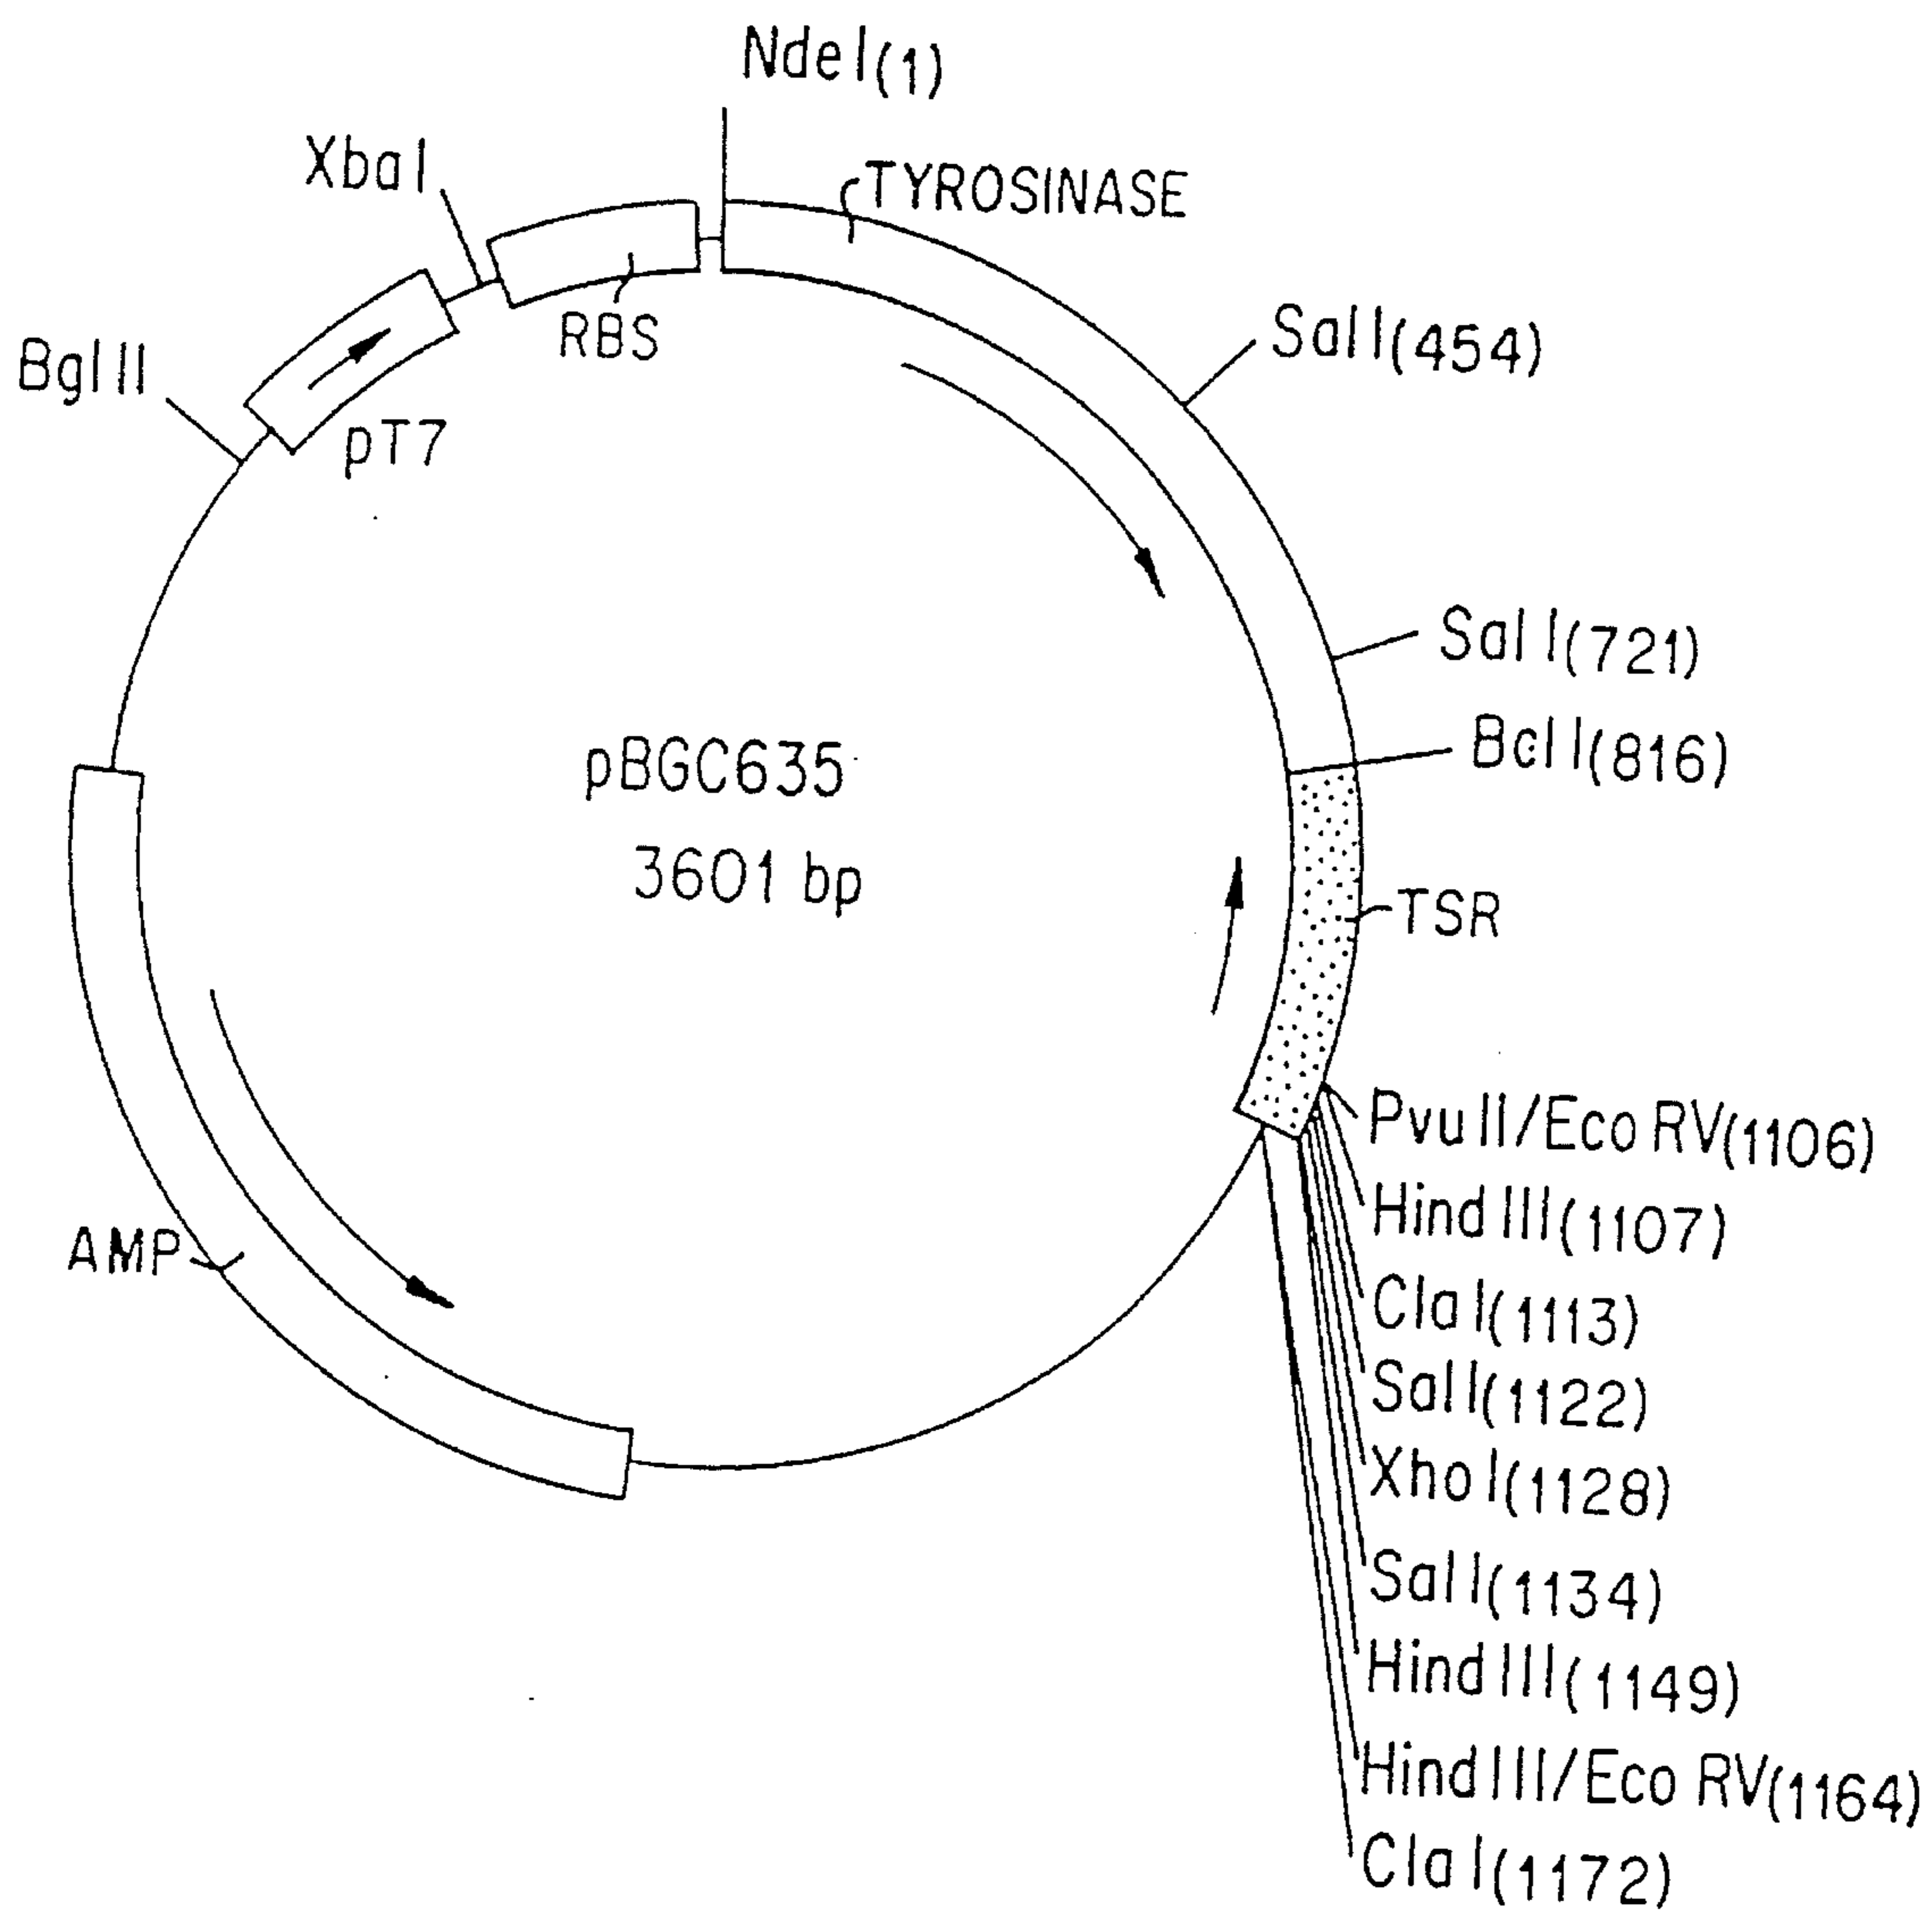 NdeI(1)
XbaI
TYROSINASE
RBS
SalI(454)
BglII
pT7
SalI(721)
BclI(816)
pBGC635
3601 bp
TSR
PvuII/EcoRV(1106)
HindIII(1107)
ClaI(1113)
AMP
SalI(1122)
XhoI(1128)
SalI(1134)
HindIII(1149)
HindIII/EcoRV(1164)
ClaI(1172)